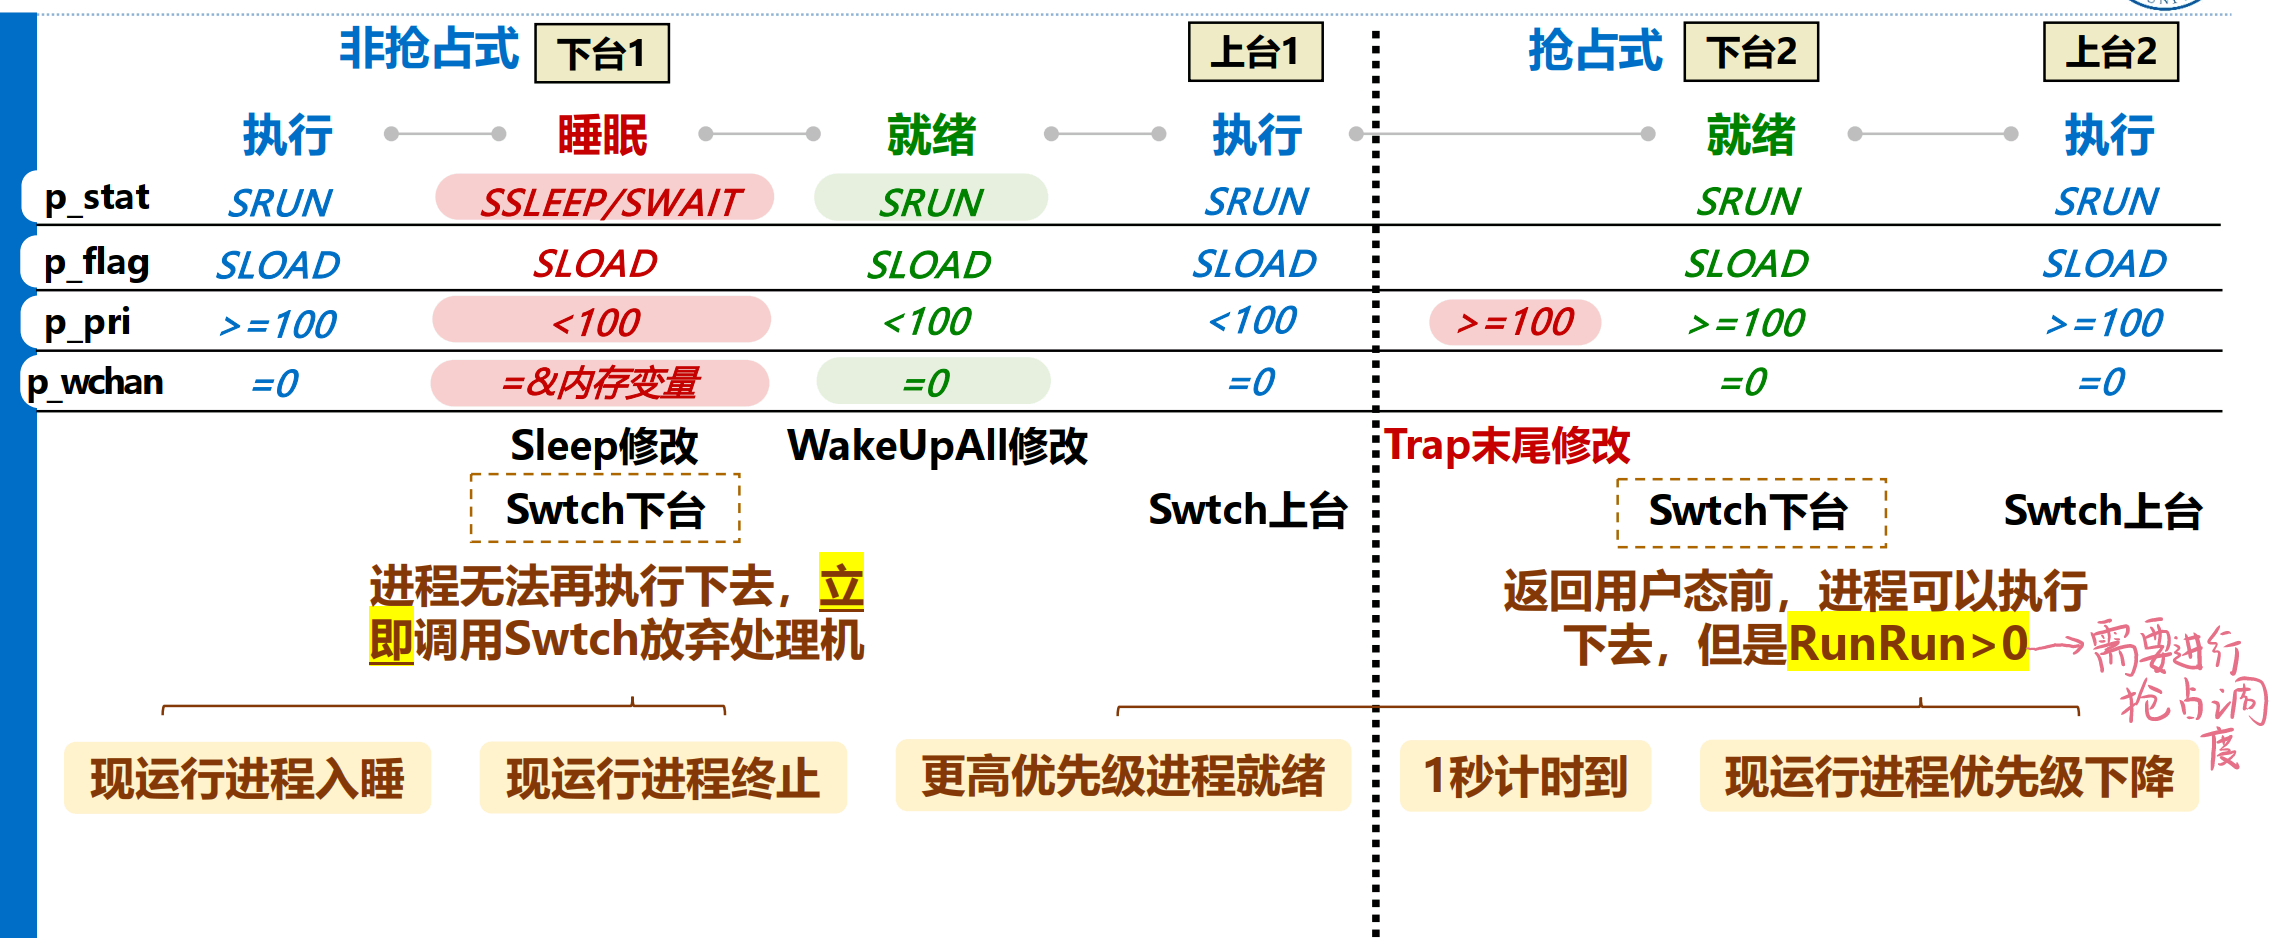 非抢占式 下台1 上台1 抢占式 下台2 上台2
执行 睡眠 就绪 执行 就绪 执行
p_stat SRUN SSLEEP/SWAIT SRUN SRUN SRUN SRUN
p_flag SLOAD SLOAD SLOAD SLOAD SLOAD SLOAD
p_pri >=100 <100 <100 <100 >=100 >=100 >=100
p_wchan =0 =&内存变量 =0 =0 =0 =0
Sleep修改 WakeUpAll修改 Trap末尾修改
Swtch下台 Swtch上台 Swtch下台 Swtch上台
进程无法再执行下去，立
即调用Swtch放弃处理机
返回用户态前，进程可以执行
下去，但是RunRun>0
→需要进行
抢占调
度
现运行进程入睡 现运行进程终止 更高优先级进程就绪 1秒计时到 现运行进程优先级下降